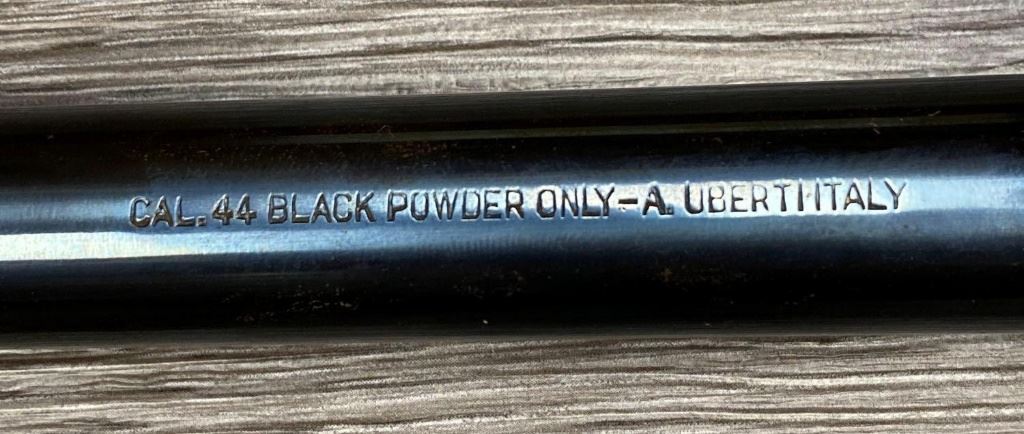 CAL. 44 BLACK POWDER ONLY-A. UBERTI-ITALY